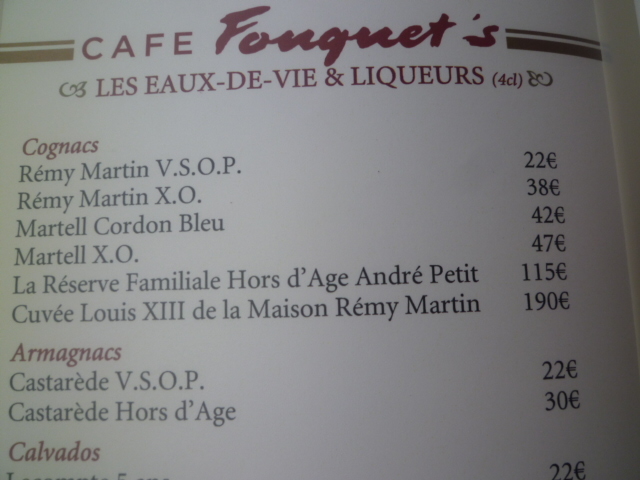 CAFE Fouquet's
LES EAUX-DE-VIE & LIQUEURS (4cl)
Cognacs
Rémy Martin V.S.O.P. 22€
Rémy Martin X.O. 38€
Martell Cordon Bleu 42€
Martell X.O. 47€
La Réserve Familiale Hors d'Age André Petit 115€
Cuvée Louis XIII de la Maison Rémy Martin 190€
Armagnacs
Castarède V.S.O.P. 22€
Castarède Hors d'Age 30€
Calvados
22€